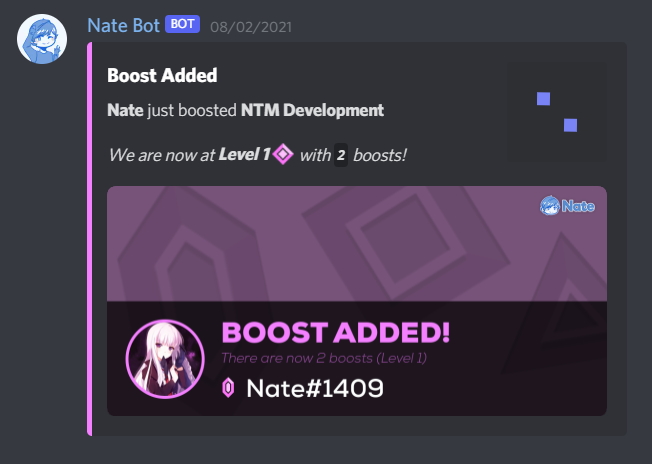 Nate Bot BOT 08/02/2021
Boost Added
Nate just boosted NTM Development
We are now at Level 1 with 2 boosts!
Nate
BOOST ADDED!
There are now 2 boosts (Level 1)
Nate#1409